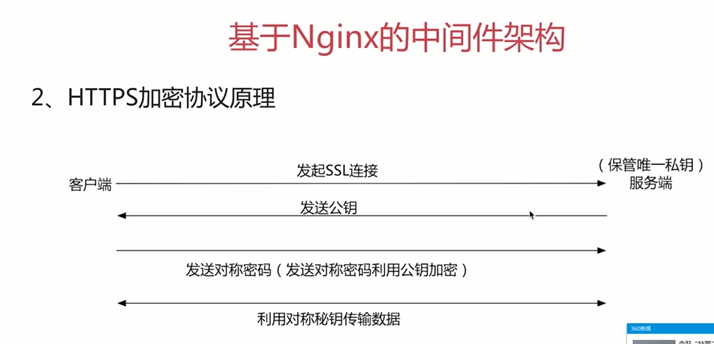 基于Nginx的中间件架构
2、HTTPS加密协议原理
（保管唯一私钥）
客户端
发起SSL连接
服务端
发送公钥
发送对称密码（发送对称密码利用公钥加密）
利用对称秘钥传输数据
360新闻